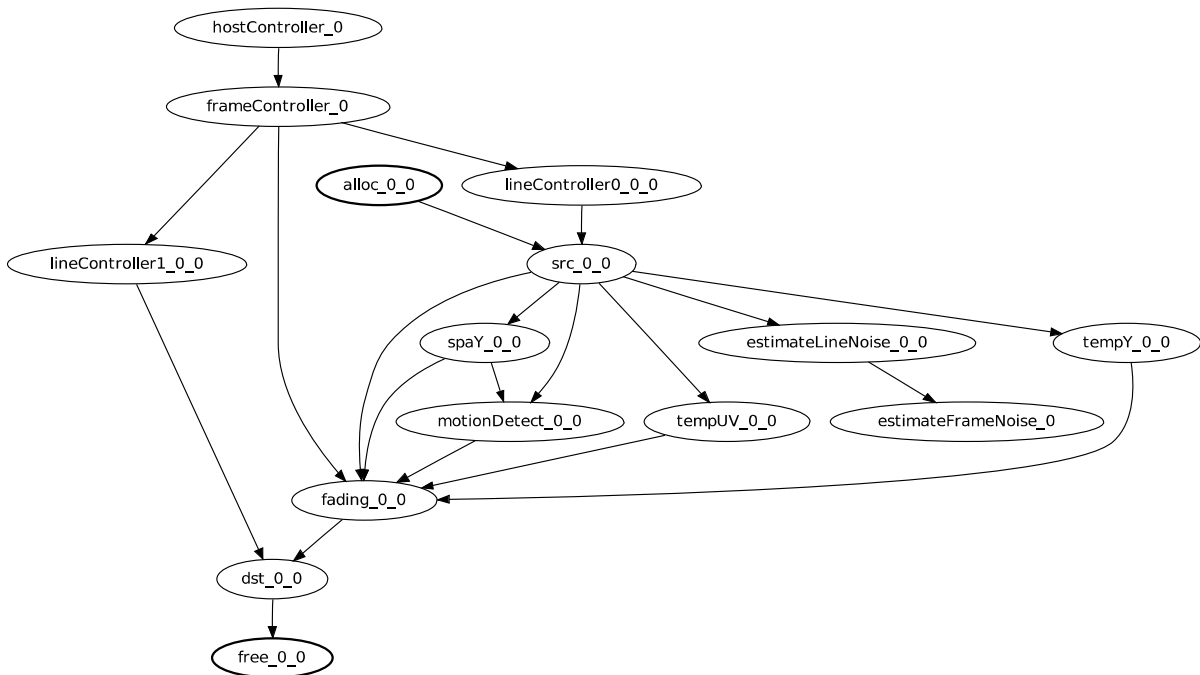 hostController_0
frameController_0
alloc_0_0
lineController0_0_0
lineController1_0_0
src_0_0
spaY_0_0
estimateLineNoise_0_0
tempY_0_0
motionDetect_0_0
tempUV_0_0
estimateFrameNoise_0
fading_0_0
dst_0_0
free_0_0